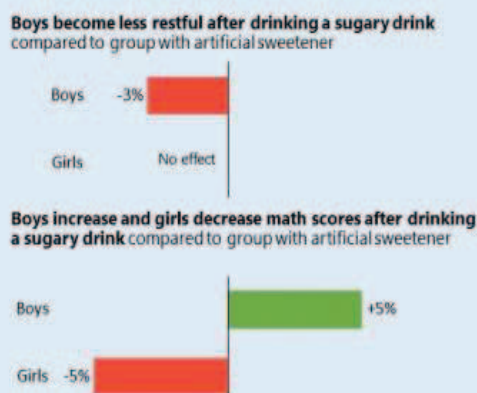 Boys become less restful after drinking a sugary drink
compared to group with artificial sweetener
Boys -3%
Girls No effect
Boys increase and girls decrease math scores after drinking
a sugary drink compared to group with artificial sweetener
Boys +5%
Girls -5%